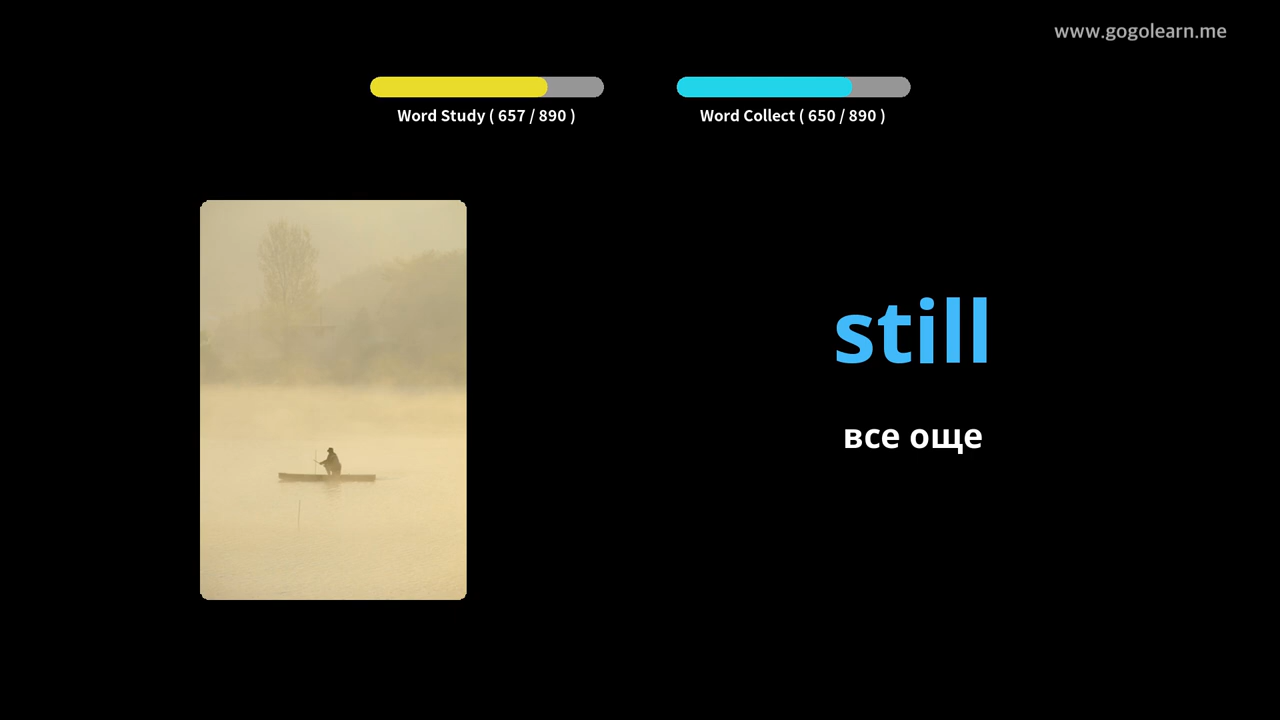 www.gogolearn.me
Word Study ( 657 / 890 )
Word Collect ( 650 / 890 )
still
все още